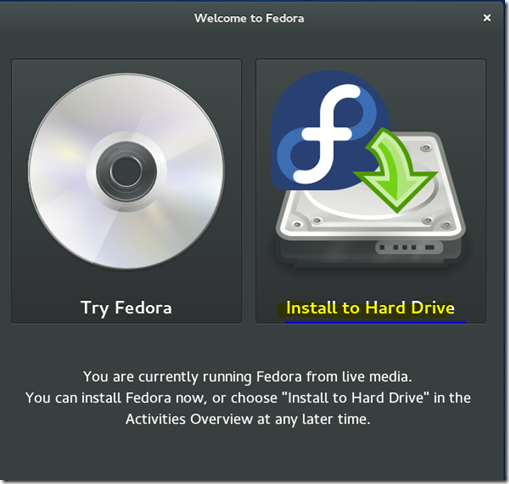 Welcome to Fedora
Try Fedora
Install to Hard Drive
You are currently running Fedora from live media.
You can install Fedora now, or choose "Install to Hard Drive" in the
Activities Overview at any later time.